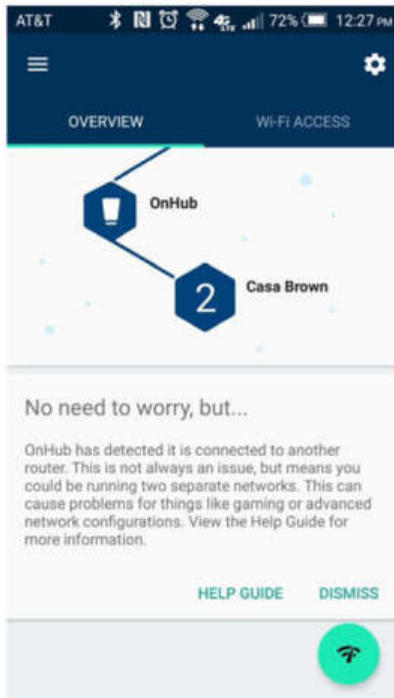 AT&T 4G LTE 72% 12:27 PM
OVERVIEW WI-FI ACCESS
OnHub
2 Casa Brown
No need to worry, but...
OnHub has detected it is connected to another
router. This is not always an issue, but means you
could be running two separate networks. This can
cause problems for things like gaming or advanced
network configurations. View the Help Guide for
more information.
HELP GUIDE DISMISS